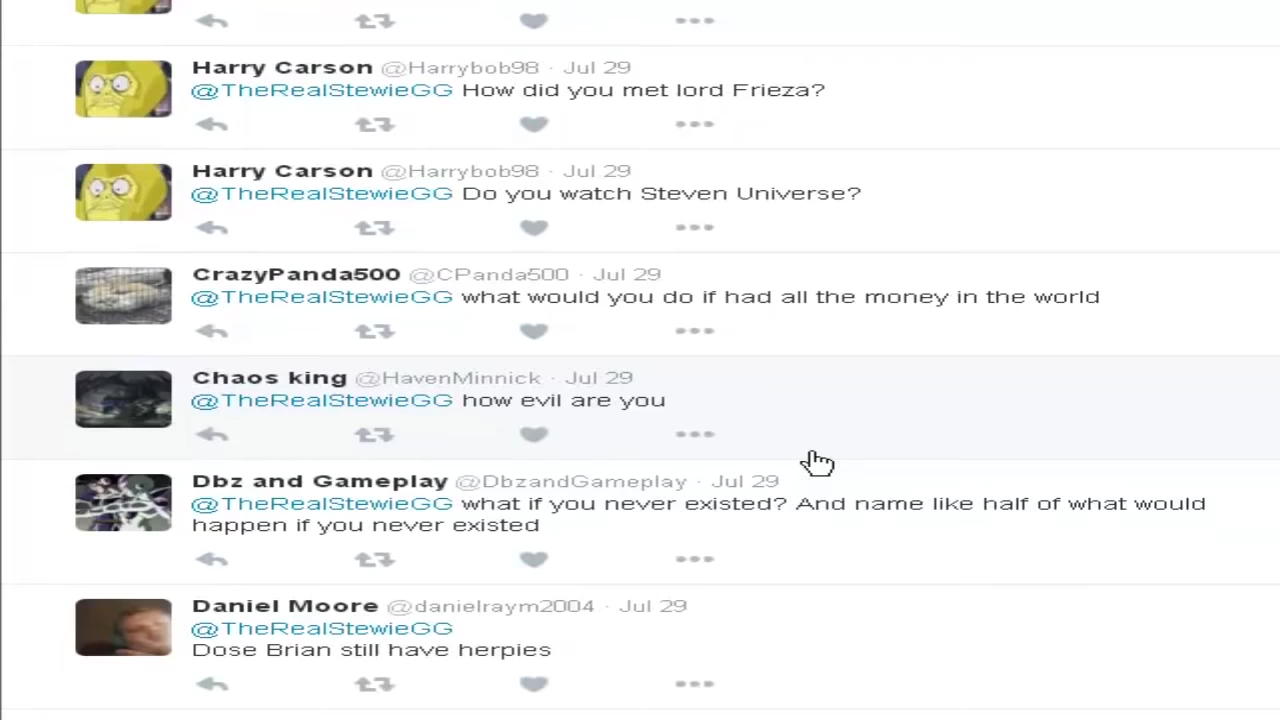 Harry Carson @Harrybob98 · Jul 29
@TheRealStewieGG How did you met lord Frieza?
Harry Carson @Harrybob98 · Jul 29
@TheRealStewieGG Do you watch Steven Universe?
CrazyPanda500 @CPanda500 · Jul 29
@TheRealStewieGG what would you do if had all the money in the world
Chaos king @HavenMinnick · Jul 29
@TheRealStewieGG how evil are you
Dbz and Gameplay @DbzandGameplay · Jul 29
@TheRealStewieGG what if you never existed? And name like half of what would
happen if you never existed
Daniel Moore @danielraym2004 · Jul 29
@TheRealStewieGG
Dose Brian still have herpies